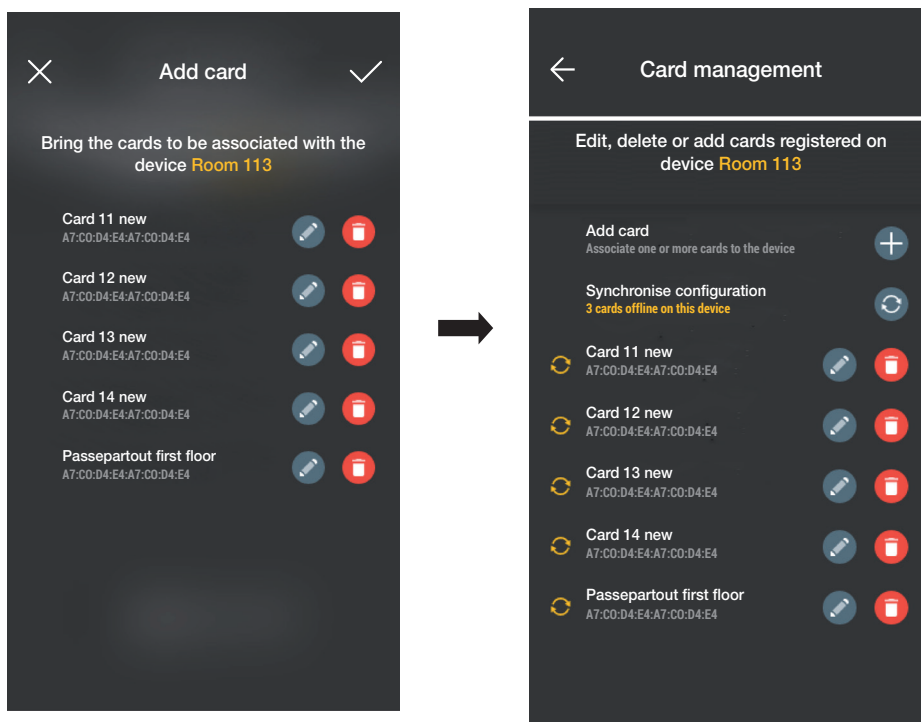 Add card
Bring the cards to be associated with the
device Room 113
Card 11 new
A7:C0:D4:E4:A7:C0:D4:E4
Card 12 new
A7:C0:D4:E4:A7:C0:D4:E4
Card 13 new
A7:C0:D4:E4:A7:C0:D4:E4
Card 14 new
A7:C0:D4:E4:A7:C0:D4:E4
Passepartout first floor
A7:C0:D4:E4:A7:C0:D4:E4
Card management
Edit, delete or add cards registered on
device Room 113
Add card
Associate one or more cards to the device
Synchronise configuration
3 cards offline on this device
Card 11 new
A7:C0:D4:E4:A7:C0:D4:E4
Card 12 new
A7:C0:D4:E4:A7:C0:D4:E4
Card 13 new
A7:C0:D4:E4:A7:C0:D4:E4
Card 14 new
A7:C0:D4:E4:A7:C0:D4:E4
Passepartout first floor
A7:C0:D4:E4:A7:C0:D4:E4